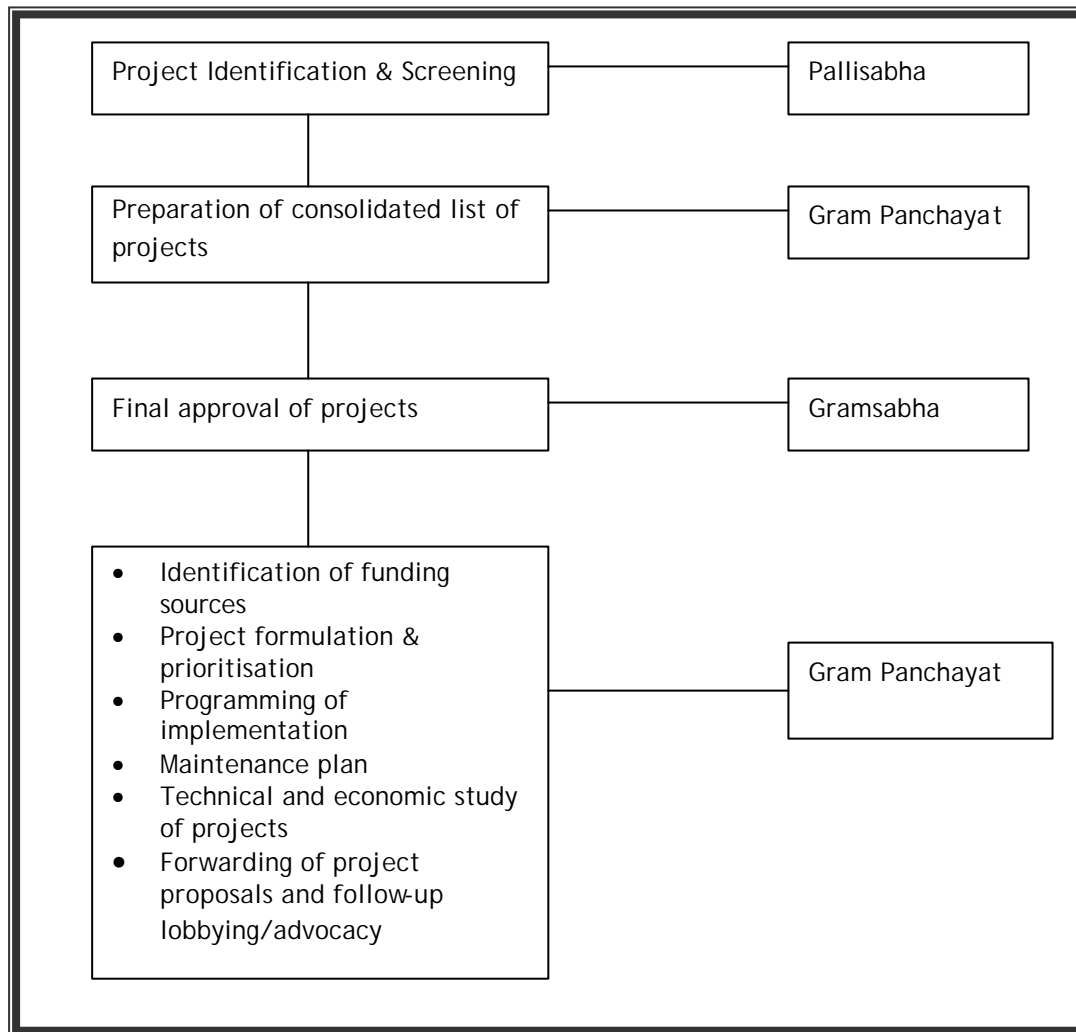 Project Identification & Screening
Pallisabha
Preparation of consolidated list of
projects
Gram Panchayat
Final approval of projects
Gramsabha
• Identification of funding
sources
• Project formulation &
prioritisation
• Programming of
implementation
• Maintenance plan
• Technical and economic study
of projects
• Forwarding of project
proposals and follow-up
lobbying/advocacy
Gram Panchayat